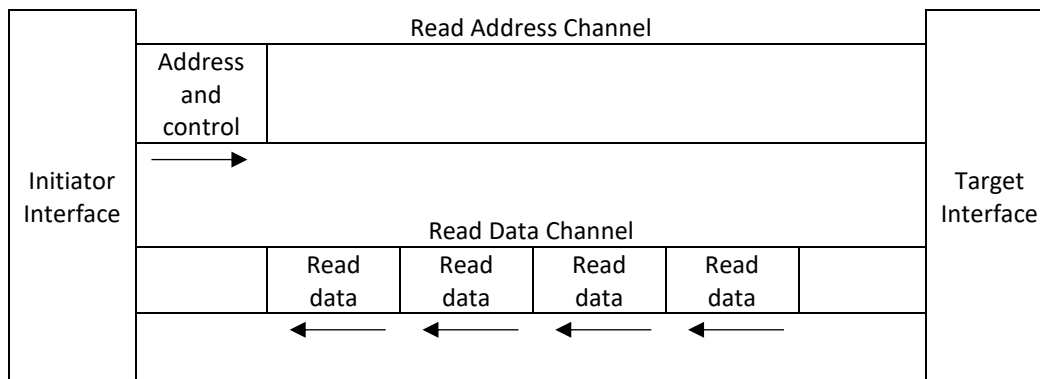 Read Address Channel
Address
and
control
Initiator
Interface
Target
Interface
Read Data Channel
Read
data
Read
data
Read
data
Read
data